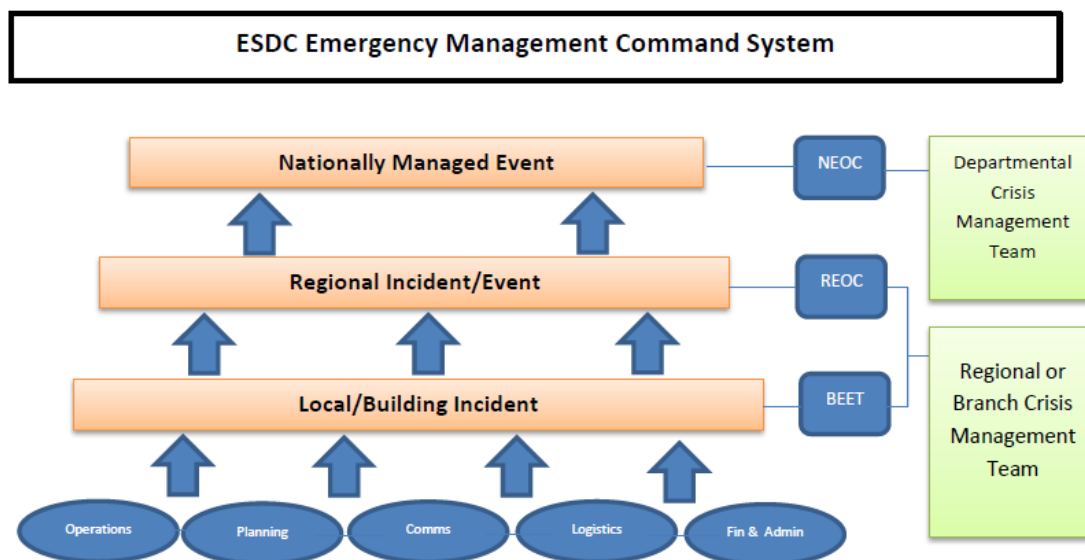 ESDC Emergency Management Command System
Nationally Managed Event
NEOC
Departmental
Crisis
Management
Team
Regional Incident/Event
REOC
Local/Building Incident
BEET
Regional or
Branch Crisis
Management
Team
Operations
Planning
Comms
Logistics
Fin & Admin